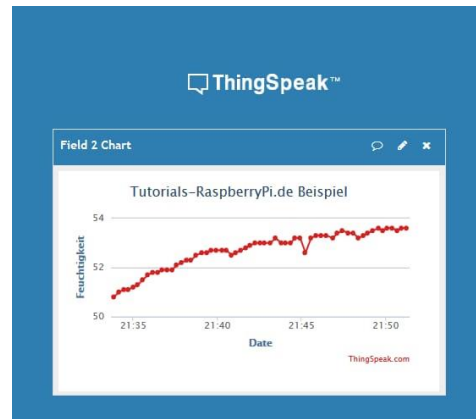 ThingSpeak™
Field 2 Chart
Tutorials-RaspberryPi.de Beispiel
54
52
50
Feuchtigkeit
21:35 21:40 21:45 21:50
Date
ThingSpeak.com